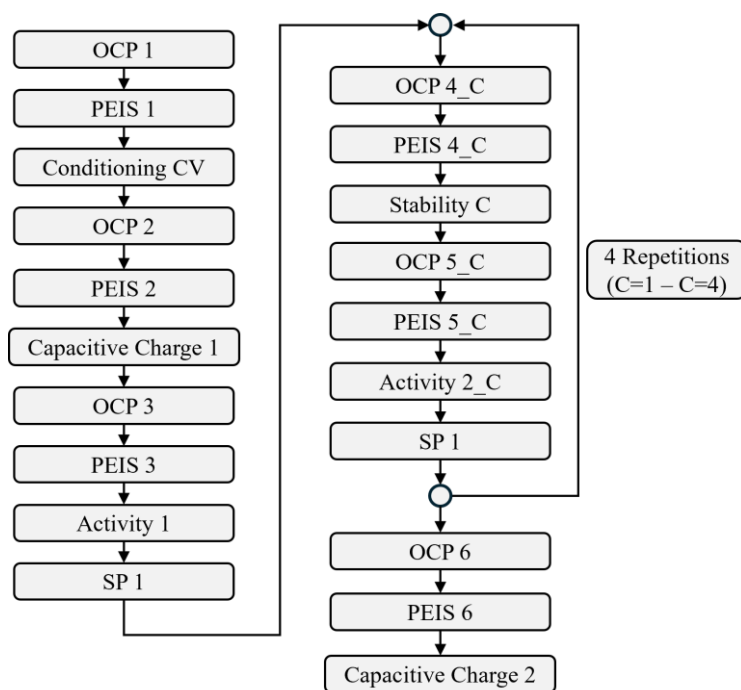 OCP 1
PEIS 1
Conditioning CV
OCP 2
PEIS 2
Capacitive Charge 1
OCP 3
PEIS 3
Activity 1
SP 1
OCP 4_C
PEIS 4_C
Stability C
OCP 5_C
PEIS 5_C
Activity 2_C
SP 1
4 Repetitions
(C=1 – C=4)
OCP 6
PEIS 6
Capacitive Charge 2